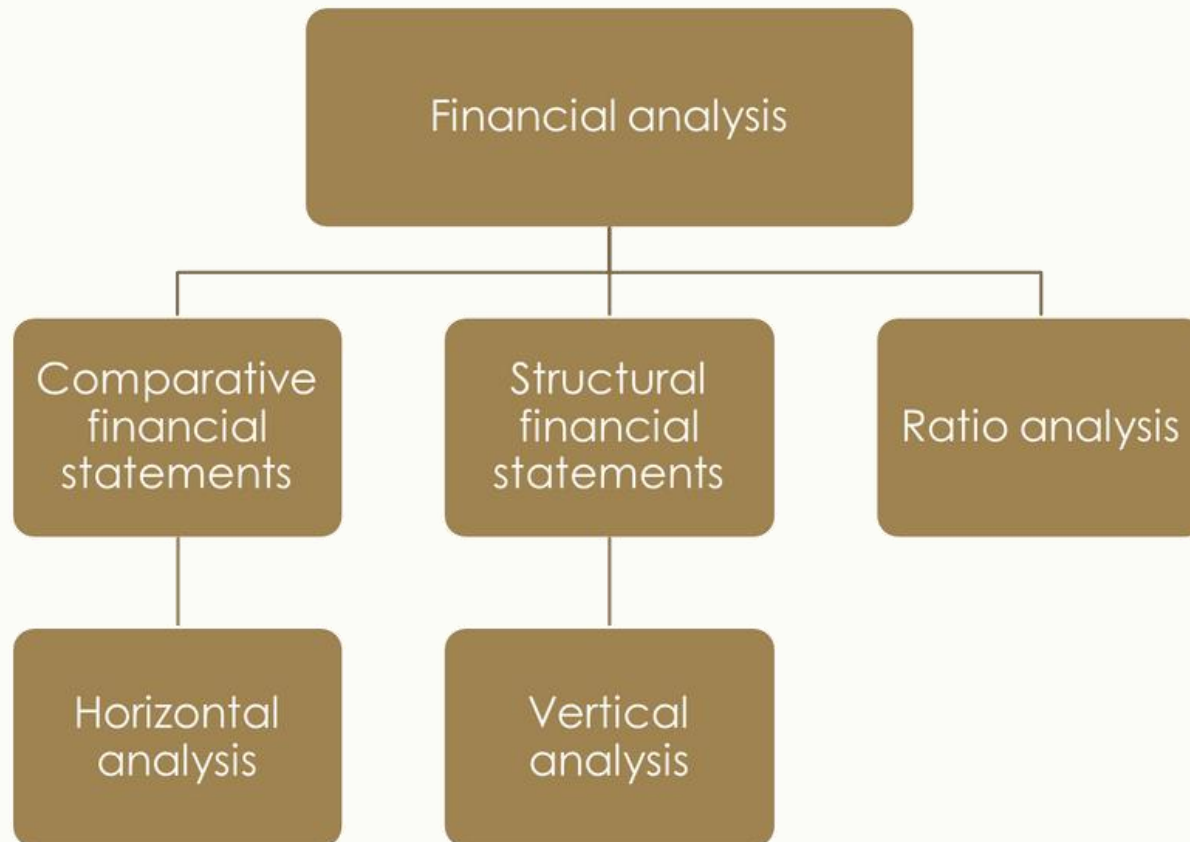 Financial analysis
Comparative
financial
statements
Structural
financial
statements
Ratio analysis
Horizontal
analysis
Vertical
analysis